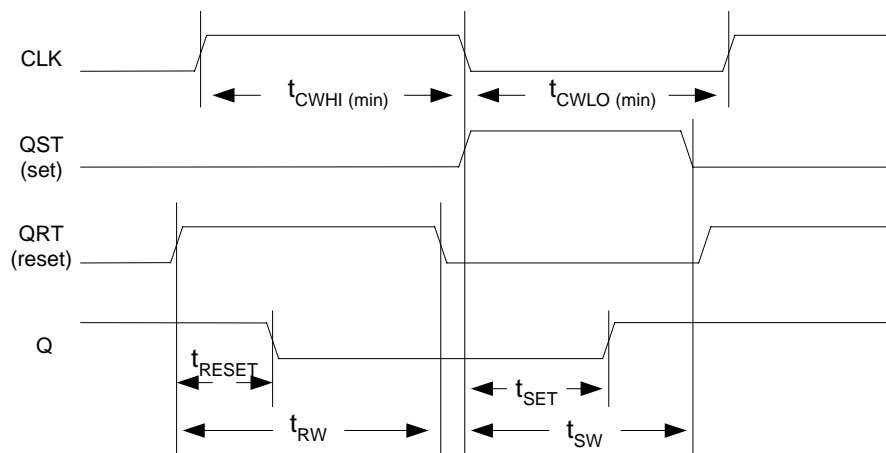 CLK
tCWHI (min)
tCWLO (min)
QST
(set)
QRT
(reset)
Q
tRESET
tSET
tRW
tSW